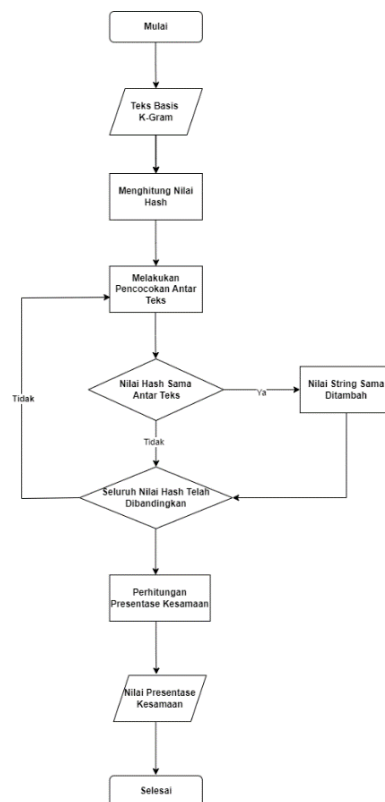 Mulai
Teks Basis
K-Gram
Menghitung Nilai
Hash
Melakukan
Pencocokan Antar
Teks
Nilai Hash Sama
Antar Teks
Ya
Nilai String Sama
Ditambah
Tidak
Tidak
Seluruh Nilai Hash Telah
Dibandingkan
Perhitungan
Presentase Kesamaan
Nilai Presentase
Kesamaan
Selesai